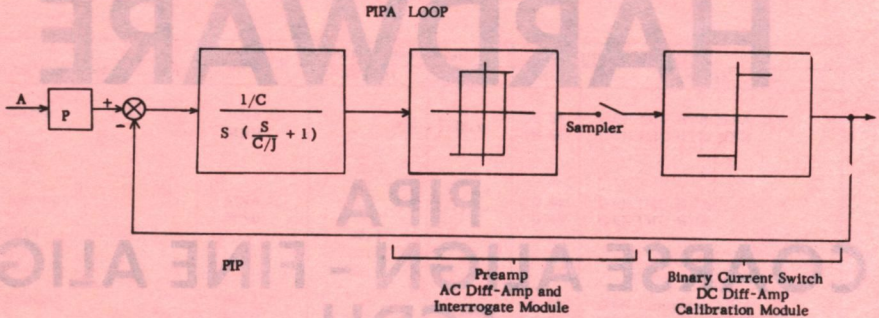 PIPA LOOP
A
P
+
-
1/C
S ( S / C/J + 1)
Sampler
PIP
Preamp
AC Diff-Amp and
Interrogate Module
Binary Current Switch
DC Diff-Amp
Calibration Module
HARDWARE
PIPA
COARSE ALIGN - FINE ALIG